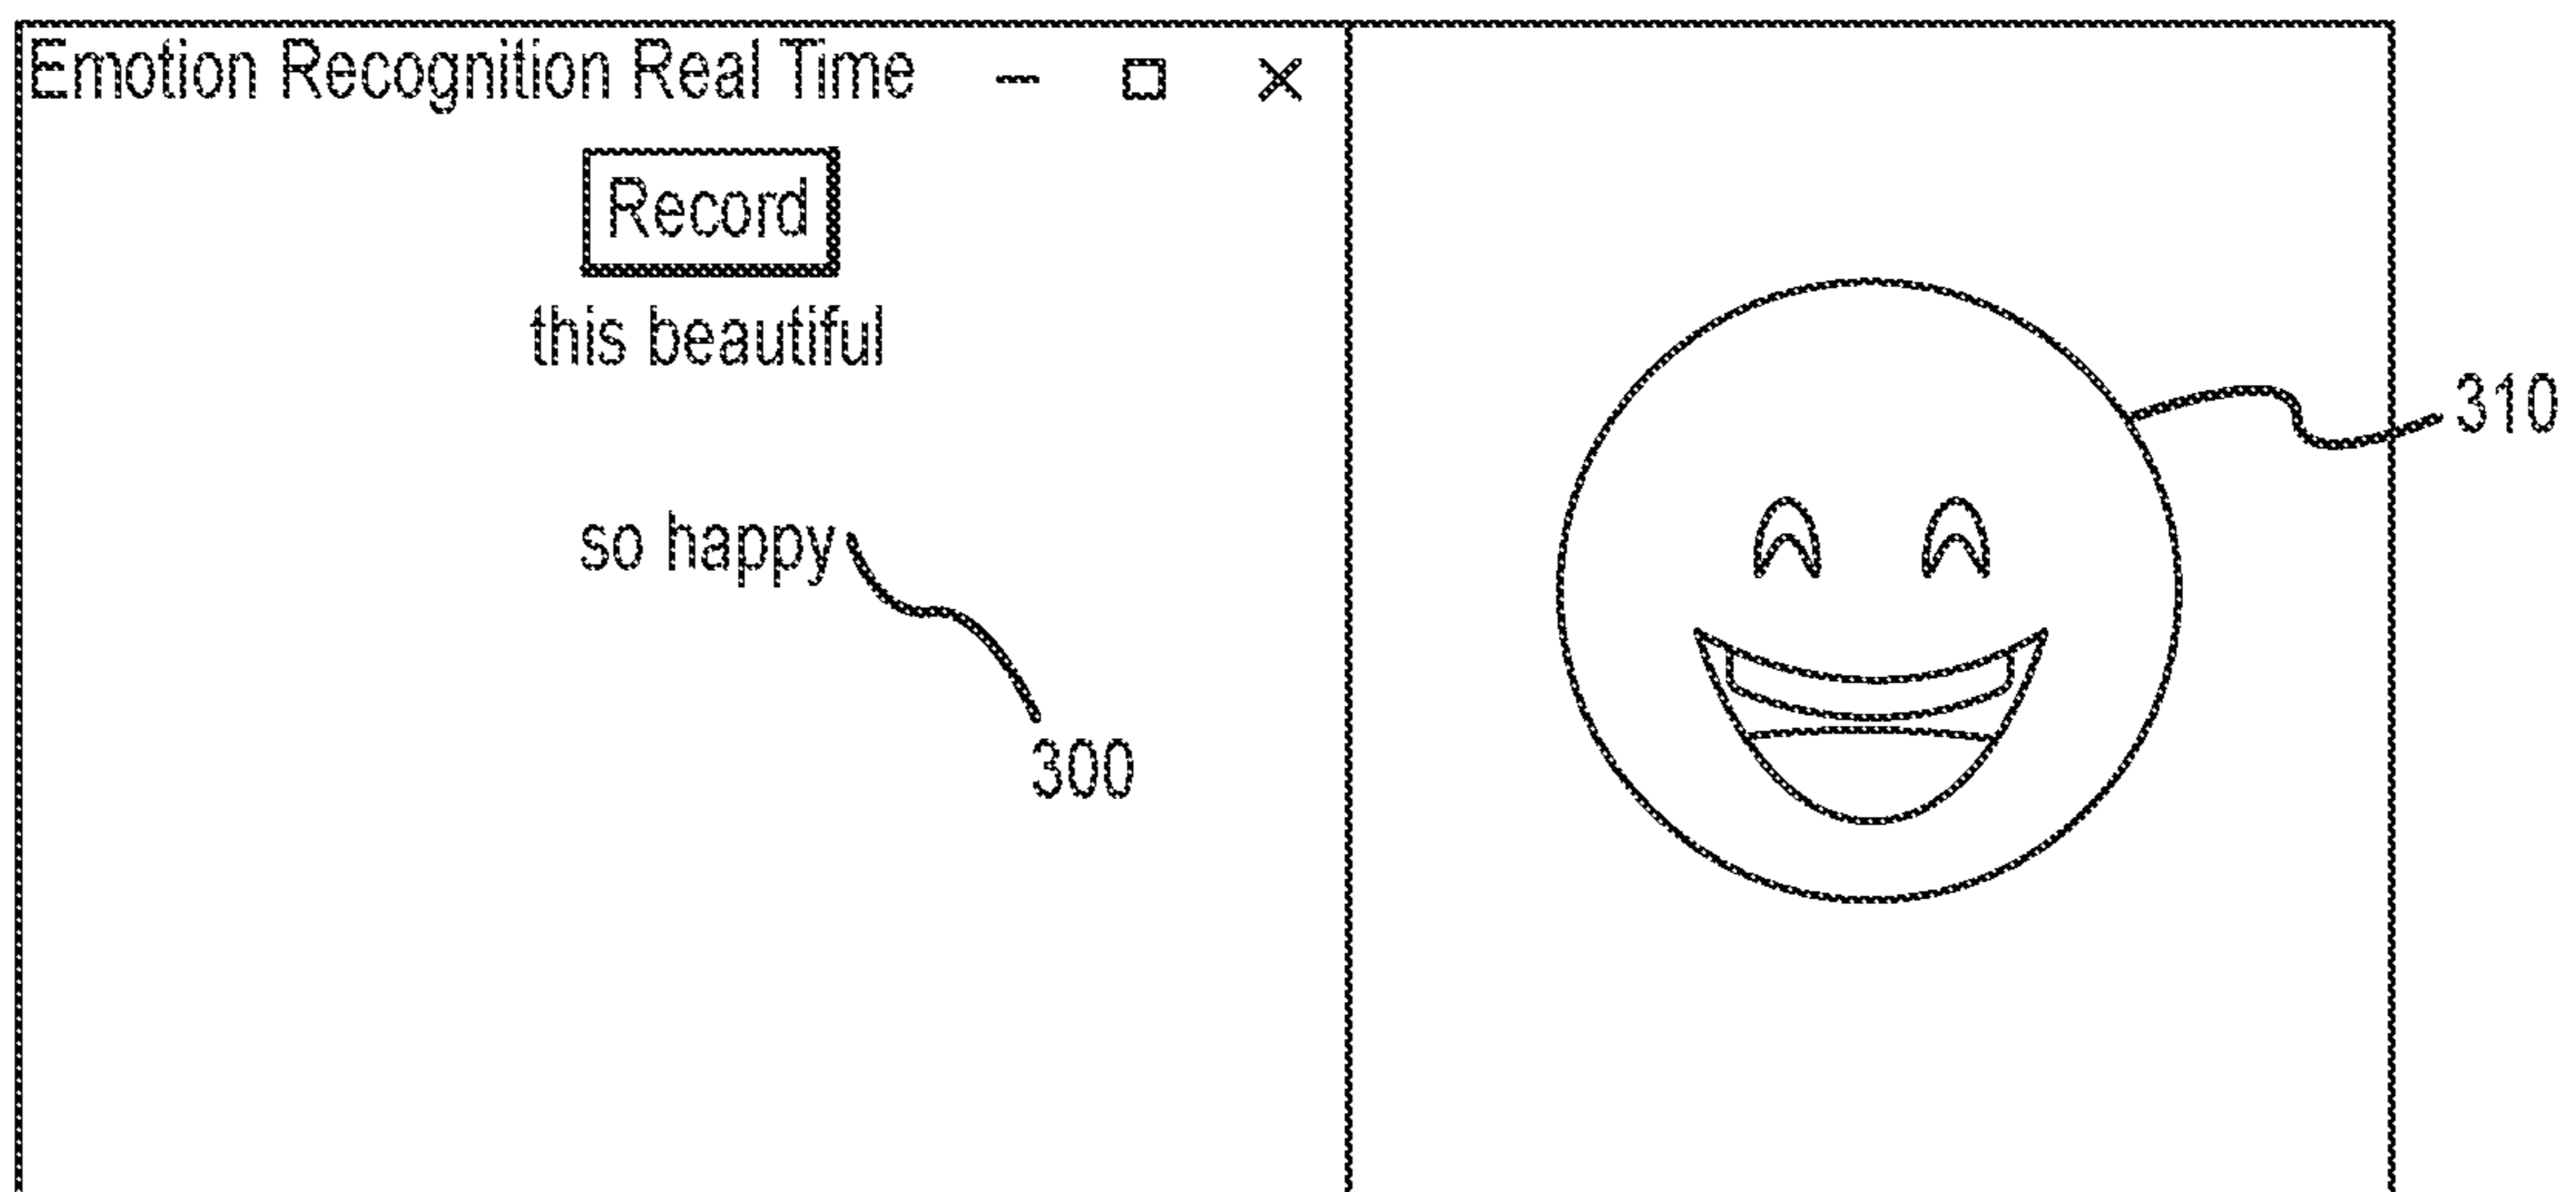 Emotion Recognition Real Time
Record
this beautiful
310
so happy
300